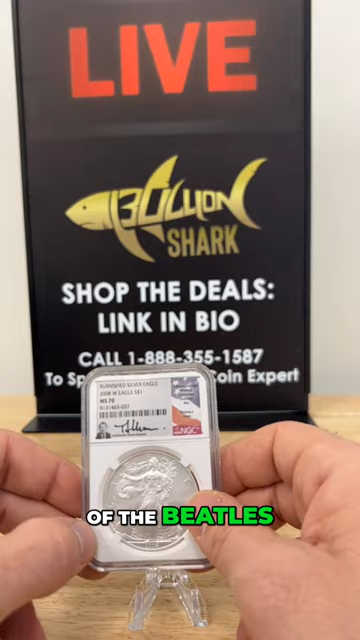 LIVE
BULLION
SHARK
SHOP THE DEALS:
LINK IN BIO
CALL 1-888-355-1587
To Sp
Coin Expert
BURNISHED SILVER EAGLE
2008 W EAGLE S$1
MS 70
NGC
OF THE BEATLES